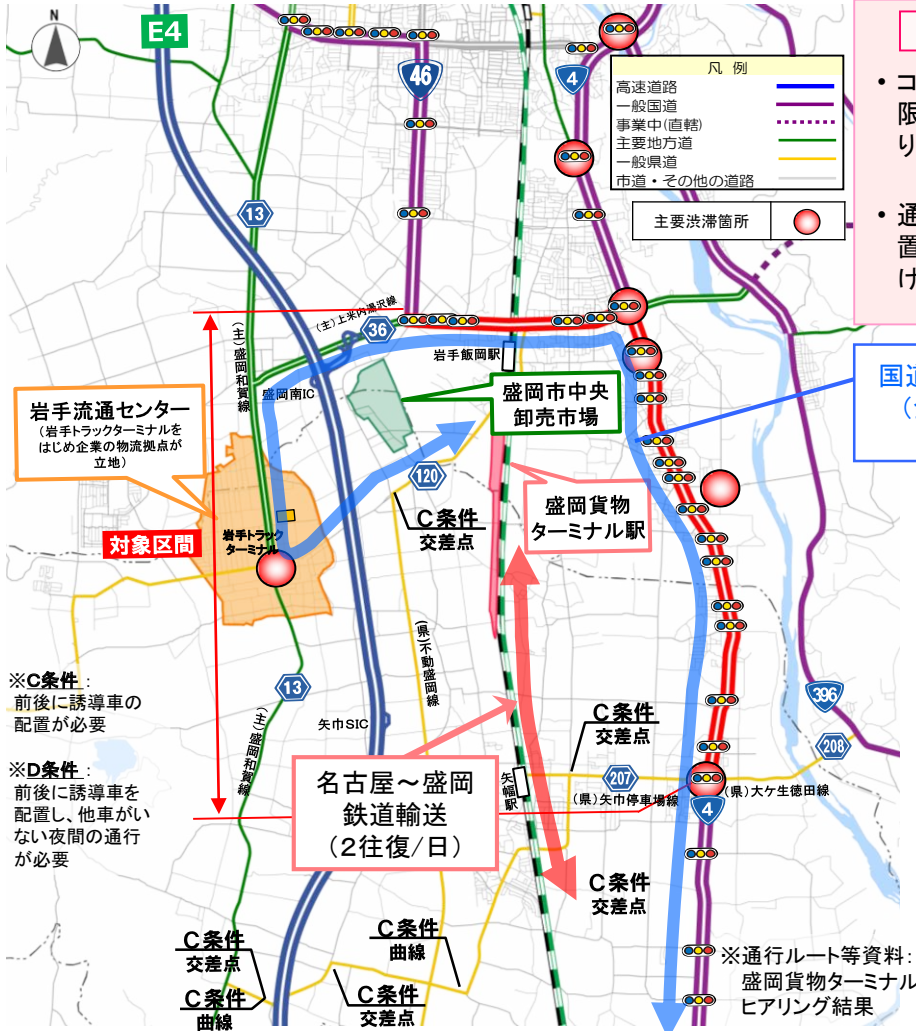 N
E4
46
4
凡 例
高速道路
一般国道
事業中(直轄)
主要地方道
一般県道
市道・その他の道路
主要渋滞箇所
・コ
限
り
・通
置
け
13
(主)盛岡和賀線
(主)上米内湯沢線
36
岩手飯岡駅
盛岡南IC
国道
岩手流通センター
(岩手トラックターミナルを
はじめ企業の物流拠点が
立地)
盛岡市中央
卸売市場
120
C条件
交差点
盛岡貨物
ターミナル駅
対象区間
岩手トラック
ターミナル
(県)不動盛岡線
※C条件:
前後に誘導車の
配置が必要
13
(主)盛岡和賀線
矢巾SIC
C条件
交差点
396
208
※D条件:
前後に誘導車を
配置し、他車がい
ない夜間の通行
が必要
名古屋～盛岡
鉄道輸送
(2往復/日)
矢幅駅
207
(県)矢巾停車場線
(県)大ケ生徳田線
4
C条件
交差点
C条件
交差点
C条件
曲線
C条件
曲線
C条件
交差点
※通行ルート等資料:
盛岡貨物ターミナル
ヒアリング結果